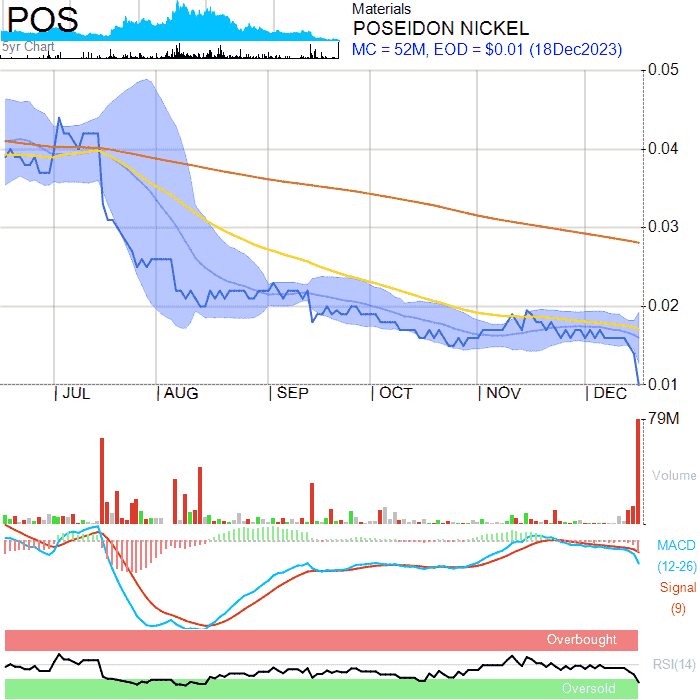 POS
5yr Chart
Materials
POSEIDON NICKEL
MC = 52M, EOD = $0.01 (18Dec2023)
0.05
0.04
0.03
0.02
0.01
JUL AUG SEP OCT NOV DEC
79M
Volume
MACD
(12-26)
Signal
(9)
Overbought
RSI(14)
Oversold